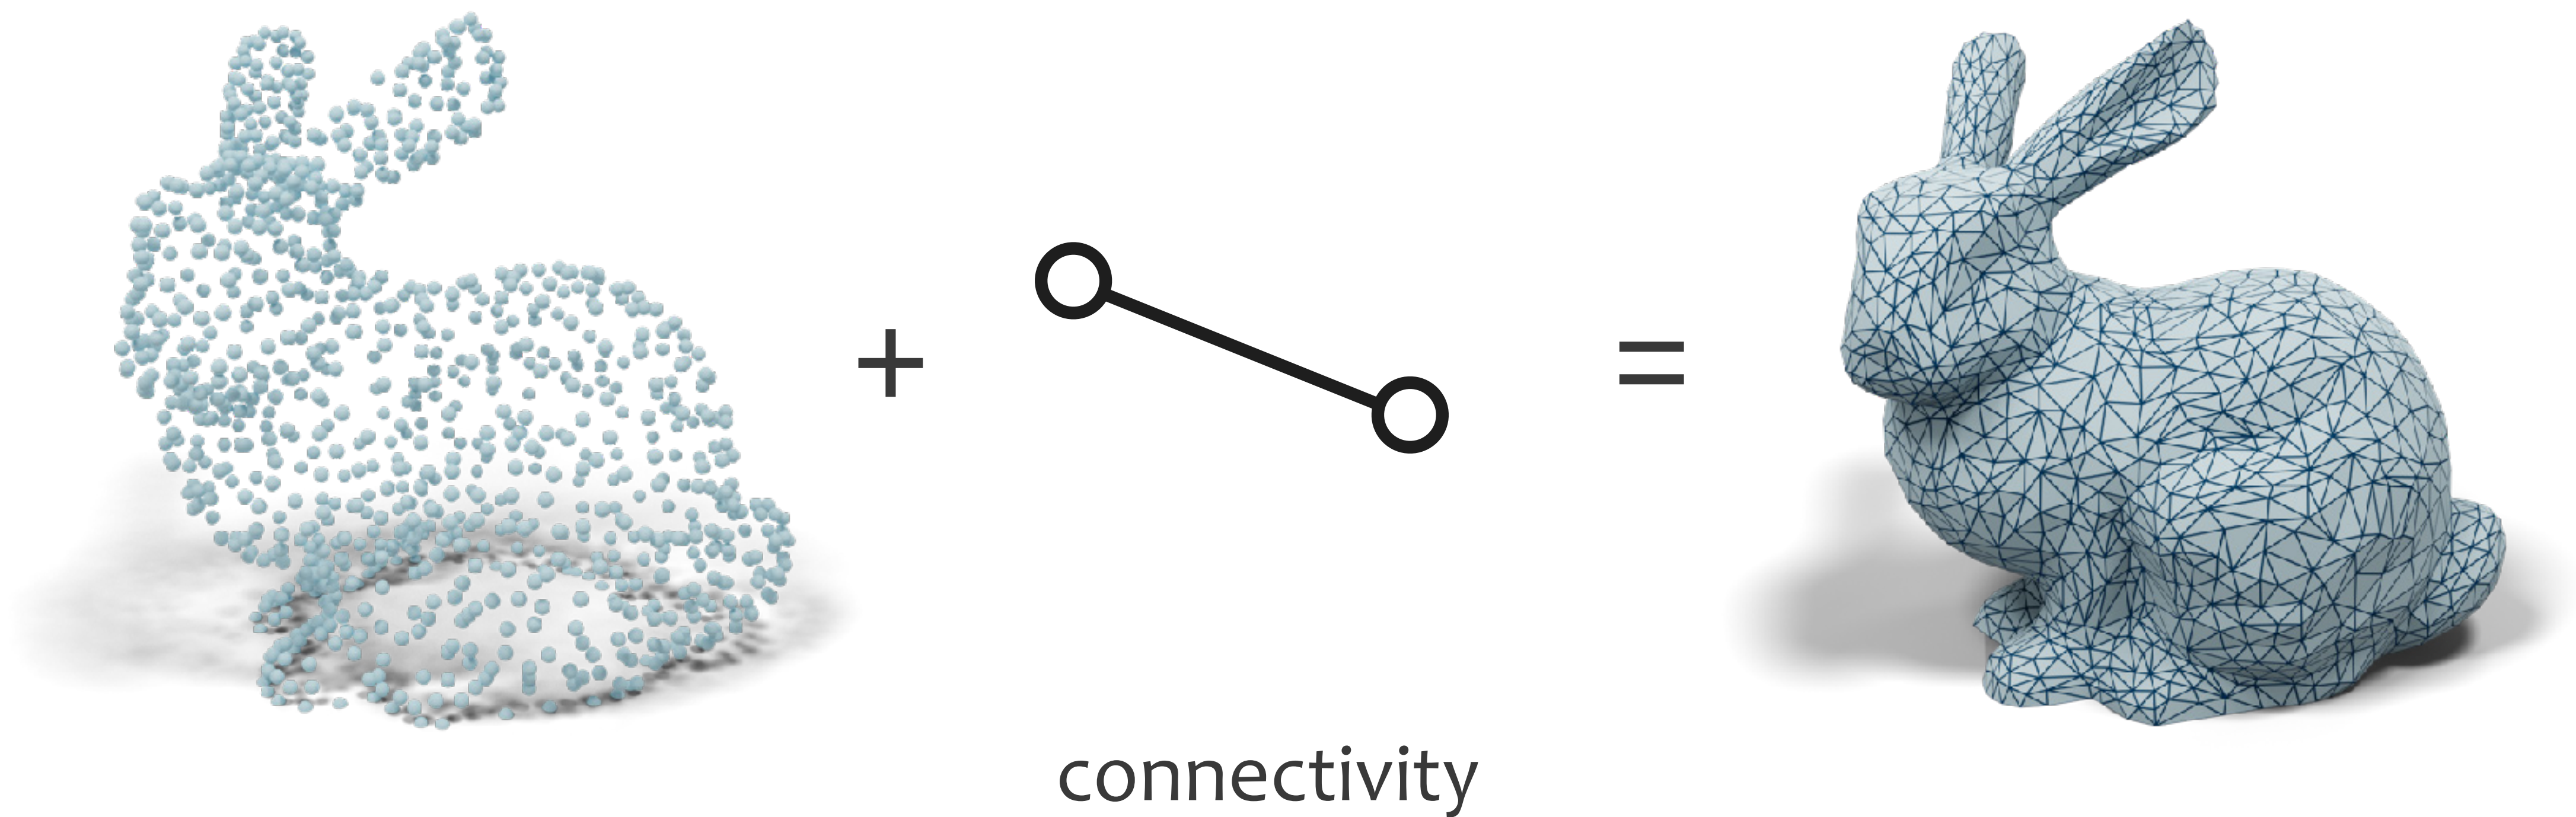 +
=
connectivity